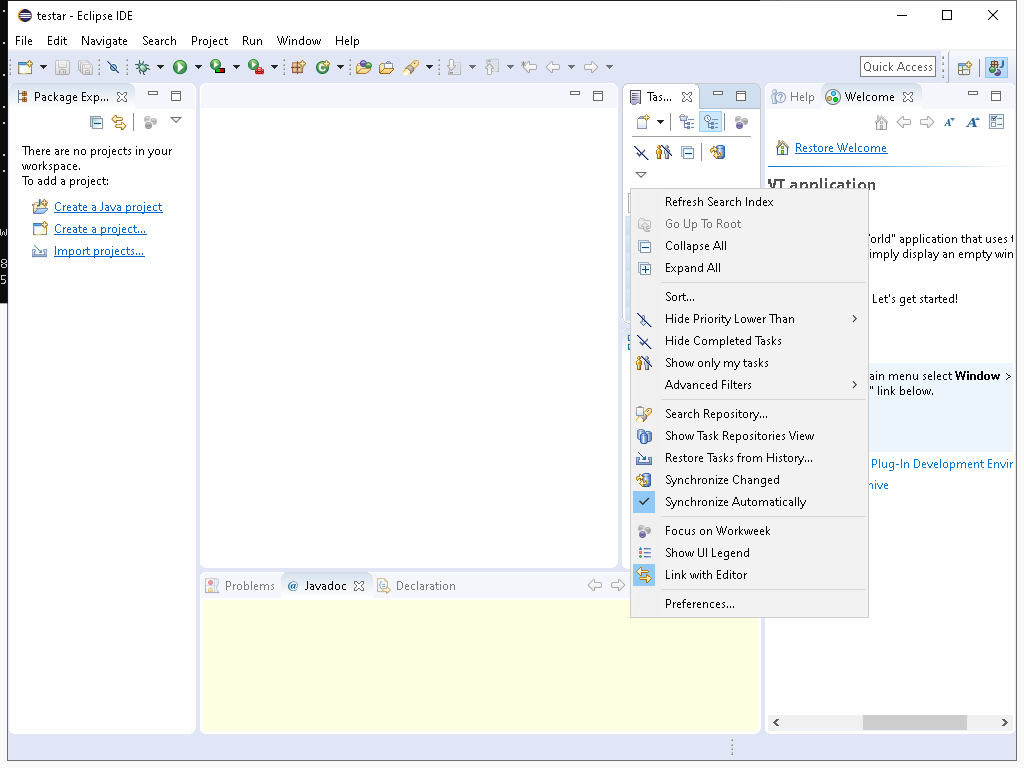 testar - Eclipse IDE
File Edit Navigate Search Project Run Window Help
Quick Access
Package Exp...
Tas...
Help
Welcome
There are no projects in your
workspace.
To add a project:
Create a Java project
Create a project...
Import projects...
Restore Welcome
VT application
Refresh Search Index
Go Up To Root
Collapse All
Expand All
Sort...
Hide Priority Lower Than
Hide Completed Tasks
Show only my tasks
Advanced Filters
Search Repository...
Show Task Repositories View
Restore Tasks from History...
Synchronize Changed
Synchronize Automatically
Focus on Workweek
Show UI Legend
Link with Editor
Preferences...
'orld" application that uses t
imply display an empty win
Let's get started!
ain menu select Window >
" link below.
Plug-In Development Envir
hive
Problems
@ Javadoc
Declaration